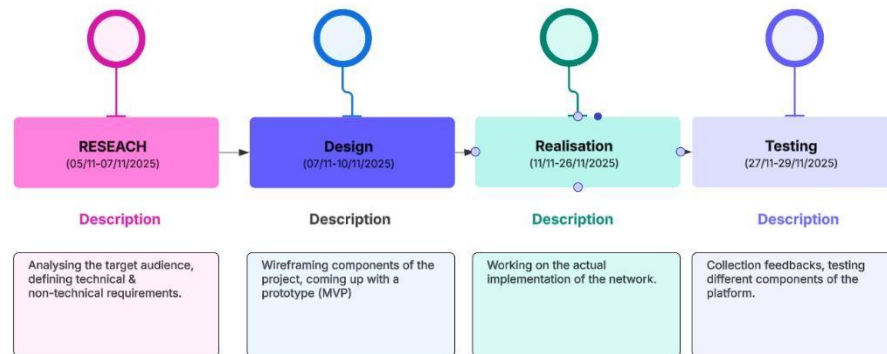 RESEACH
(05/11-07/11/2025)
Design
(07/11-10/11/2025)
Realisation
(11/11-26/11/2025)
Testing
(27/11-29/11/2025)
Description
Description
Description
Description
Analysing the target audience,
defining technical &
non-technical requirements.
Wireframing components of the
project, coming up with a
prototype (MVP)
Working on the actual
implementation of the network.
Collection feedbacks, testing
different components of the
platform.